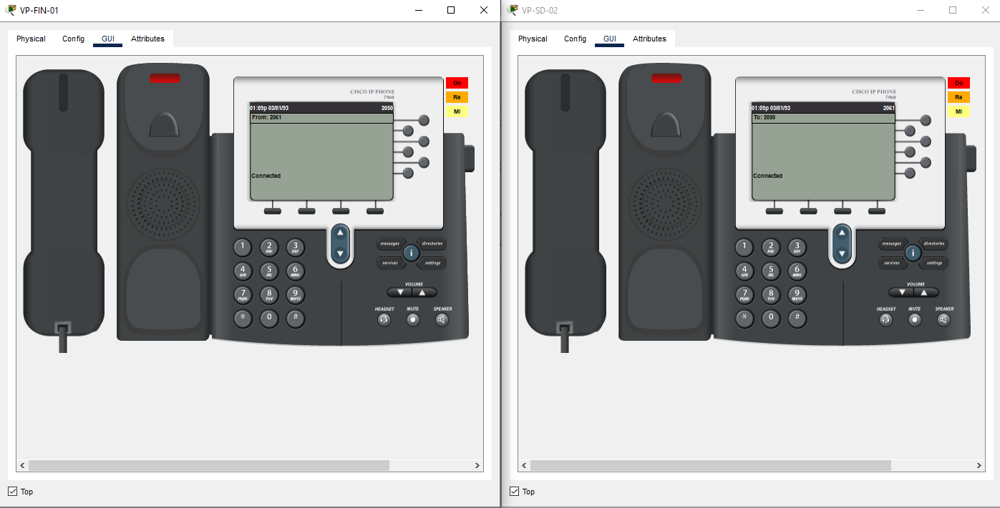 VP-FIN-01
Physical Config GUI Attributes
CISCO IP PHONE
7960
01:09p 03/01/93 2050
From: 2061
Connected
Do
Re
MI
1 2 ABC 3 DEF
4 GHI 5 JKL 6 MNO
7 PQRS 8 TUV 9 WXYZ
* 0 #
messages directories
i
services settings
VOLUME
HEADSET MUTE SPEAKER
Top
VP-SD-02
Physical Config GUI Attributes
CISCO IP PHONE
7960
01:09p 03/01/93 2061
To: 2050
Connected
Do
Re
MI
1 2 ABC 3 DEF
4 GHI 5 JKL 6 MNO
7 PQRS 8 TUV 9 WXYZ
* 0 #
messages directories
i
services settings
VOLUME
HEADSET MUTE SPEAKER
Top